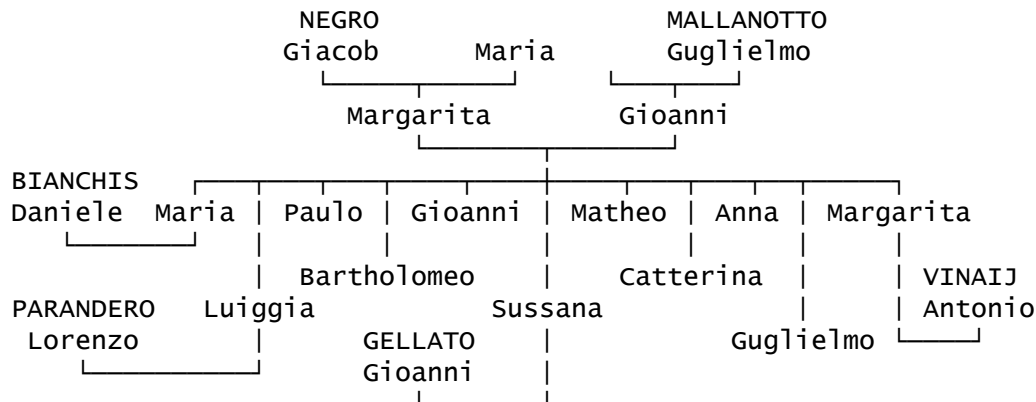 NEGRO MALLANOTTO
Giacob Maria Guglielmo
Margarita Gioanni
BIANCHIS
Daniele Maria Paulo Gioanni Matheo Anna Margarita
Bartholomeo Catterina VINAIJ
PARANDERO Luiggia Sussana Antonio
Lorenzo GELLATO Guglielmo
Gioanni